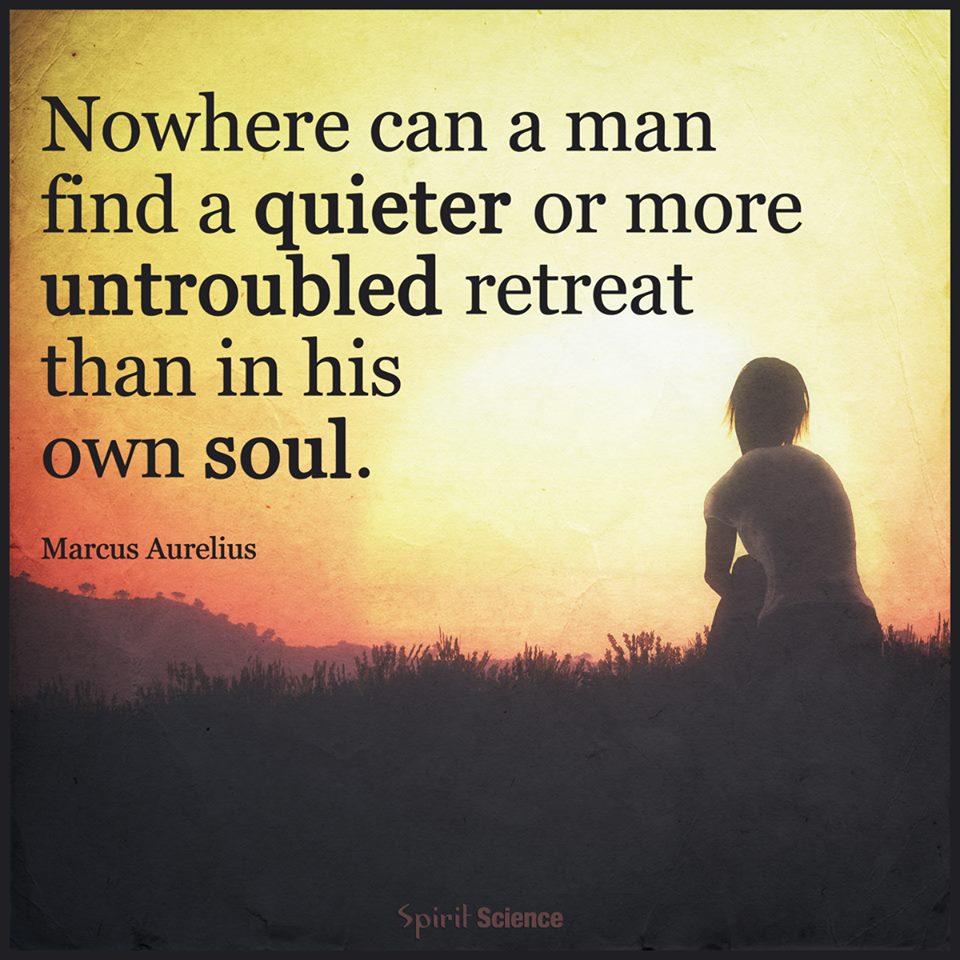 Nowhere can a man
find a quieter or more
untroubled retreat
than in his
own soul.
Marcus Aurelius
Spirit Science